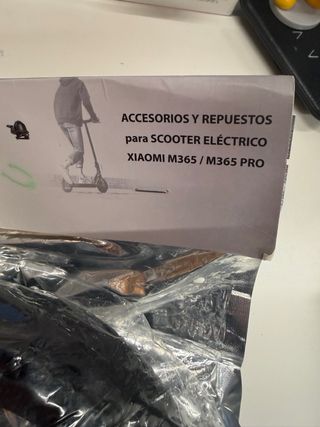 ACCESORIOS Y REPUESTOS
para SCOOTER ELÉCTRICO
XIAOMI M365 / M365 PRO